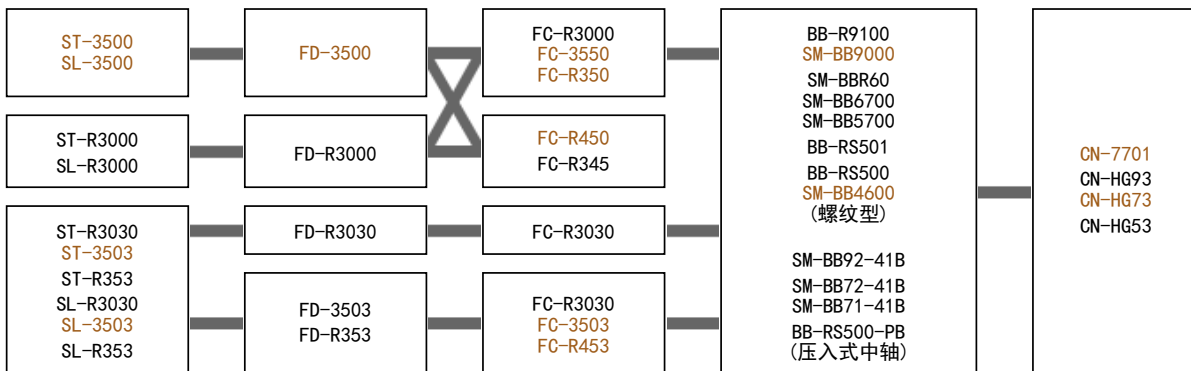 ST-3500
SL-3500
FD-3500
FC-R3000
FC-3550
FC-R350
ST-R3000
SL-R3000
FD-R3000
FC-R450
FC-R345
ST-R3030
ST-3503
ST-R353
SL-R3030
SL-3503
SL-R353
FD-R3030
FC-R3030
FD-3503
FD-R353
FC-R3030
FC-3503
FC-R453
BB-R9100
SM-BB9000
SM-BBR60
SM-BB6700
SM-BB5700
BB-RS501
BB-RS500
SM-BB4600
(螺纹型)
SM-BB92-41B
SM-BB72-41B
SM-BB71-41B
BB-RS500-PB
(压入式中轴)
CN-7701
CN-HG93
CN-HG73
CN-HG53